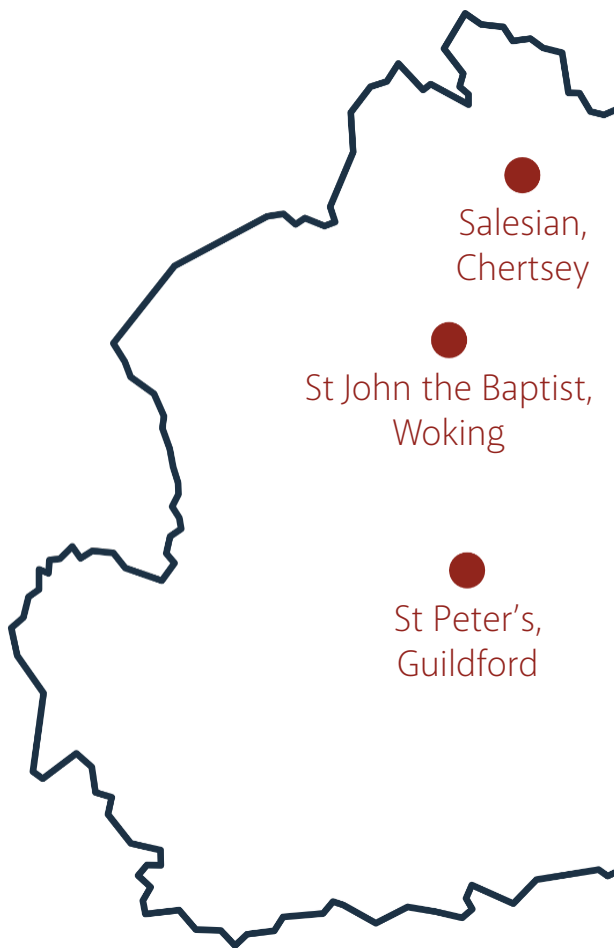 Salesian,
Chertsey
St John the Baptist,
Woking
St Peter’s,
Guildford